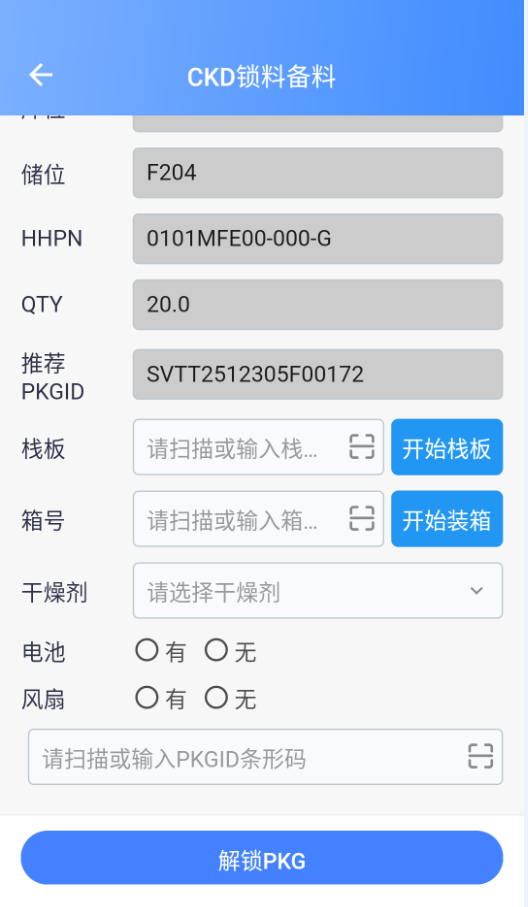 CKD锁料备料
储位
F204
HHPN
0101MFE00-000-G
QTY
20.0
推荐
PKGID
SVTT2512305F00172
栈板
请扫描或输入栈...
开始栈板
箱号
请扫描或输入箱...
开始装箱
干燥剂
请选择干燥剂
电池
有 无
风扇
有 无
请扫描或输入PKGID条形码
解锁PKG